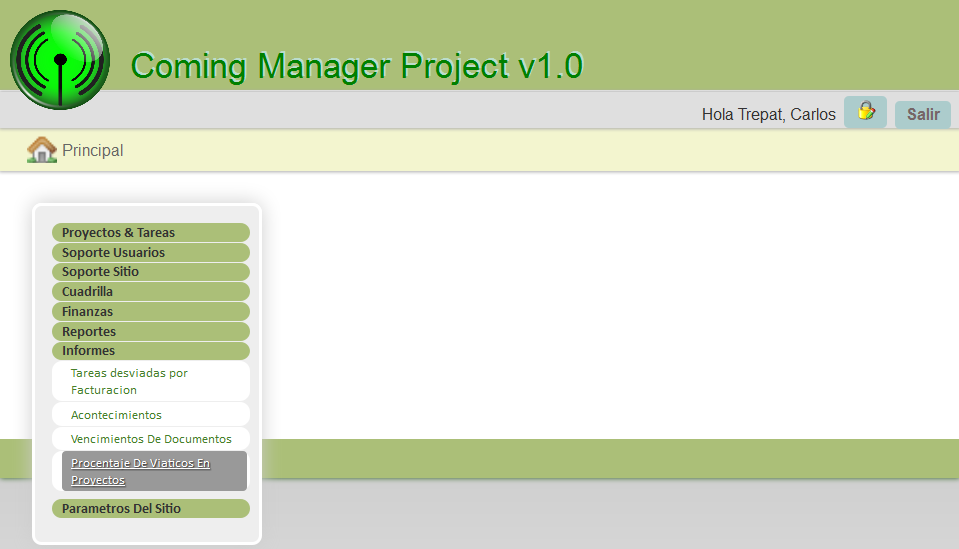 Coming Manager Project v1.0
Hola Trepat, Carlos
Salir
Principal
Proyectos & Tareas
Soporte Usuarios
Soporte Sitio
Cuadrilla
Finanzas
Reportes
Informes
Tareas desviadas por
Facturacion
Acontecimientos
Vencimientos De Documentos
Procentaje De Viaticos En
Proyectos
Parametros Del Sitio